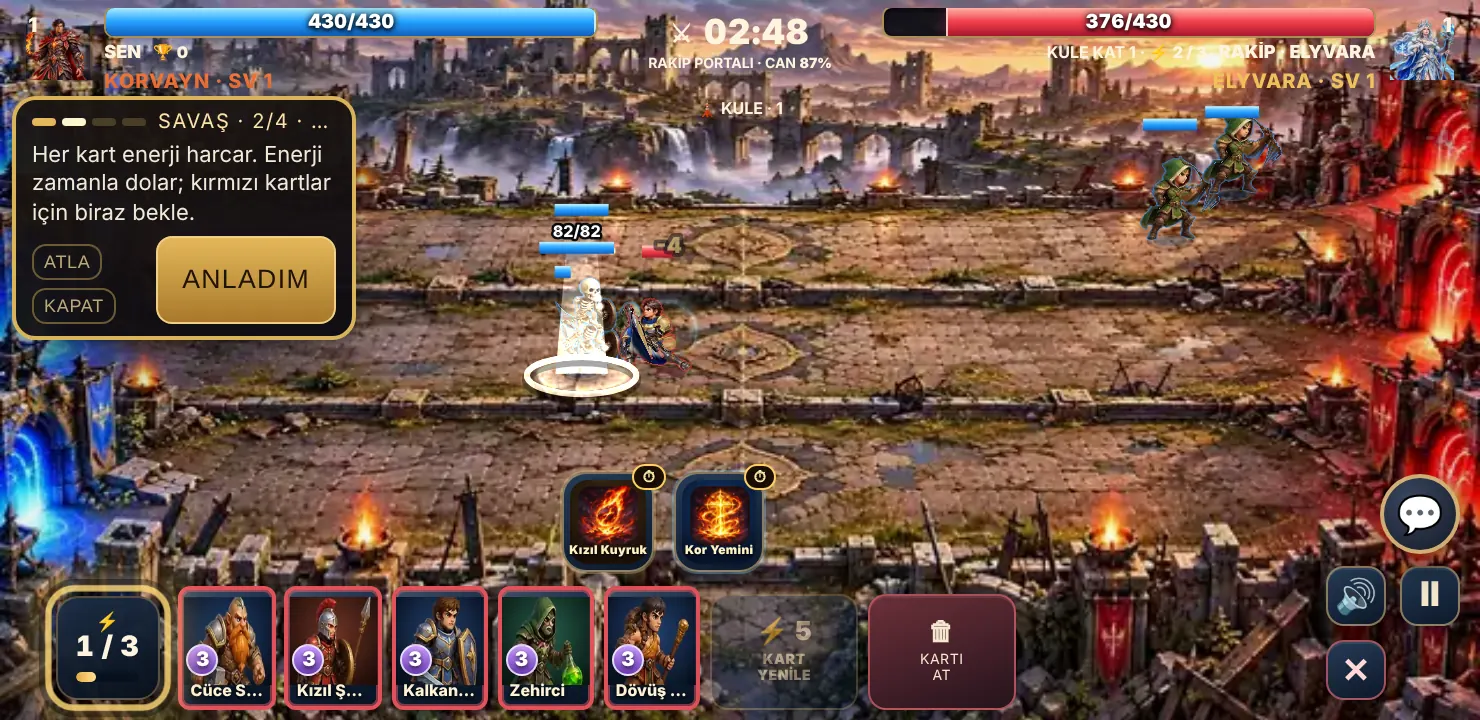 1
430/430
SEN 🏆 0
KORVAYN · SV 1
⚔ 02:48
RAKİP PORTALI · CAN 87%
KULE · 1
376/430
1
KULE KAT 1 · ⚡ 2 / 3
RAKİP · ELYVARA
ELYVARA · SV 1
SAVAŞ · 2/4 · ...
Her kart enerji harcar. Enerji
zamanla dolar; kırmızı kartlar
için biraz bekle.
ATLA
KAPAT
ANLADIM
82/82
-4
Kızıl Kuyruk
Kor Yemini
⚡
1 / 3
3
Cüce S...
3
Kızıl Ş...
3
Kalkan...
3
Zehirci
3
Dövüş ...
⚡ 5
KART
YENİLE
KARTI
AT